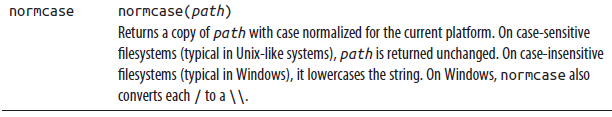 normcase normcase(path)
Returns a copy of path with case normalized for the current platform. On case-sensitive
filesystems (typical in Unix-like systems), path is returned unchanged. On case-insensitive
filesystems (typical in Windows), it lowercases the string. On Windows, normcase also
converts each / to a \\.